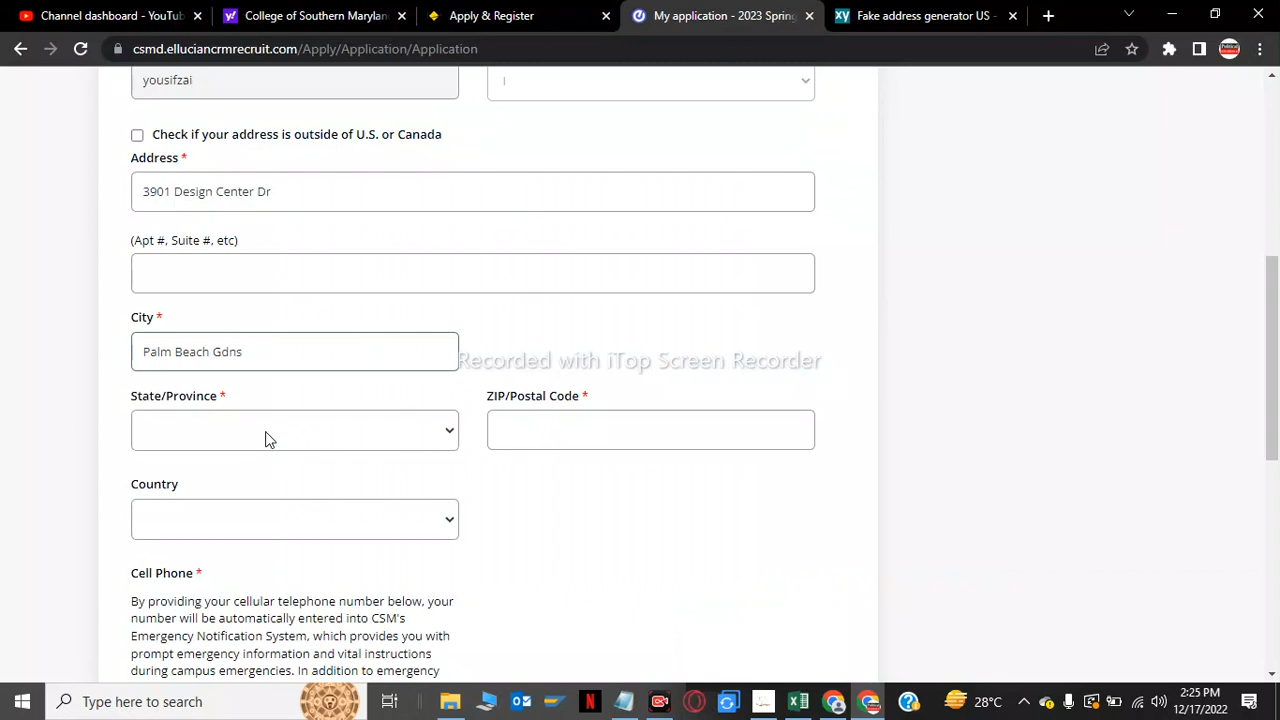 Channel dashboard - YouTub
College of Southern Marylan
Apply & Register
My application - 2023 Spring
Fake address generator US -
csmd.elluciancrmrecruit.com/Apply/Application/Application
yousifzai
I
Check if your address is outside of U.S. or Canada
Address *
3901 Design Center Dr
(Apt #, Suite #, etc)
City *
Palm Beach Gdns
Recorded with iTop Screen Recorder
State/Province *
ZIP/Postal Code *
Country
Cell Phone *
By providing your cellular telephone number below, your
number will be automatically entered into CSM's
Emergency Notification System, which provides you with
prompt emergency information and vital instructions
during campus emergencies. In addition to emergency
Type here to search
28°C
2:25 PM
12/17/2022